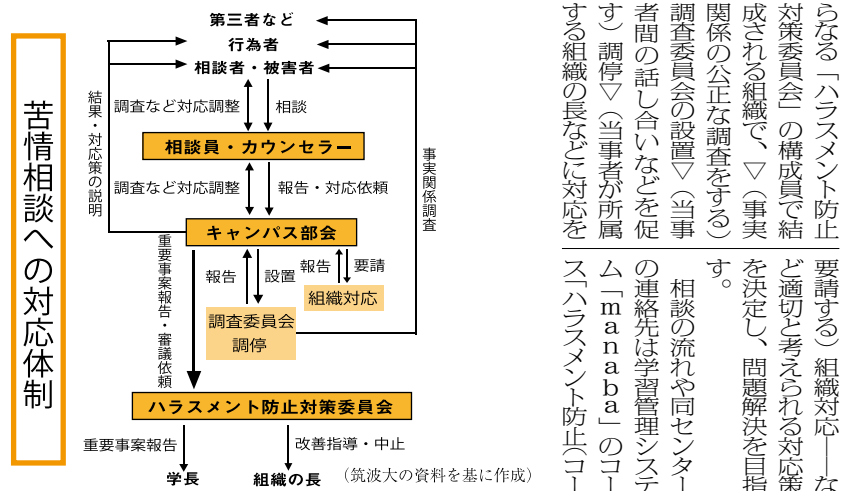 苦情相談への対応体制
第三者など
行為者
相談者・被害者
調査など対応調整
相談
相談員・カウンセラー
調査など対応調整
報告・対応依頼
キャンパス部会
結果・対応策の説明
事実関係調査
重要事案報告・審議依頼
報告
設置
報告
要請
組織対応
調査委員会
調停
ハラスメント防止対策委員会
重要事案報告
改善指導・中止
学長
組織の長
（筑波大の資料を基に作成）
らなる「ハラスメント防止
対策委員会」の構成員で結
成される組織で、▽（事実
関係の公正な調査をする）
調査委員会の設置▽（当事
者間の話し合いなどを促
す）調停▽（当事者が所属
する組織の長などに対応を
要請する）組織対応――な
ど適切と考えられる対応策
を決定し、問題解決を目指
す。
相談の流れや同センター
の連絡先は学習管理システ
ム「ｍａｎａｂａ」のコー
ス「ハラスメント防止（コー